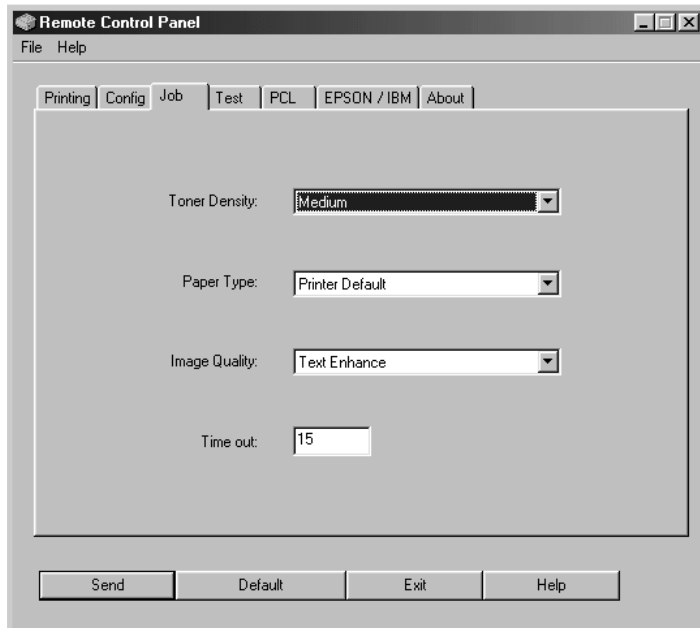 Remote Control Panel
File Help
Printing Config Job Test PCL EPSON / IBM About
Toner Density: Medium
Paper Type: Printer Default
Image Quality: Text Enhance
Time out: 15
Send Default Exit Help